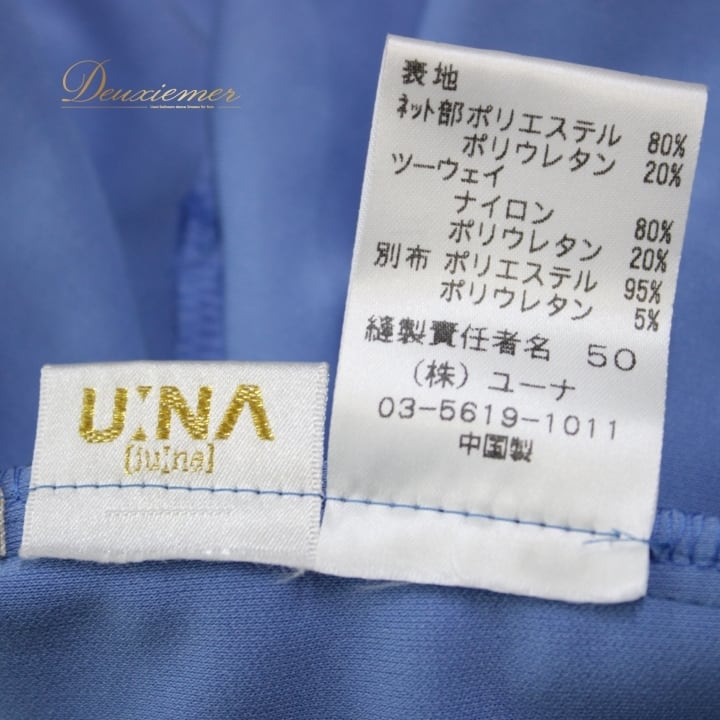 Deuxiemer
表地
ネット部ポリエステル 80%
ポリウレタン 20%
ツーウェイ
ナイロン 80%
ポリウレタン 20%
別布 ポリエステル 95%
ポリウレタン 5%
縫製責任者名 50
(株) ユーナ
03-5619-1011
中国製
U:NA
[ju:na]